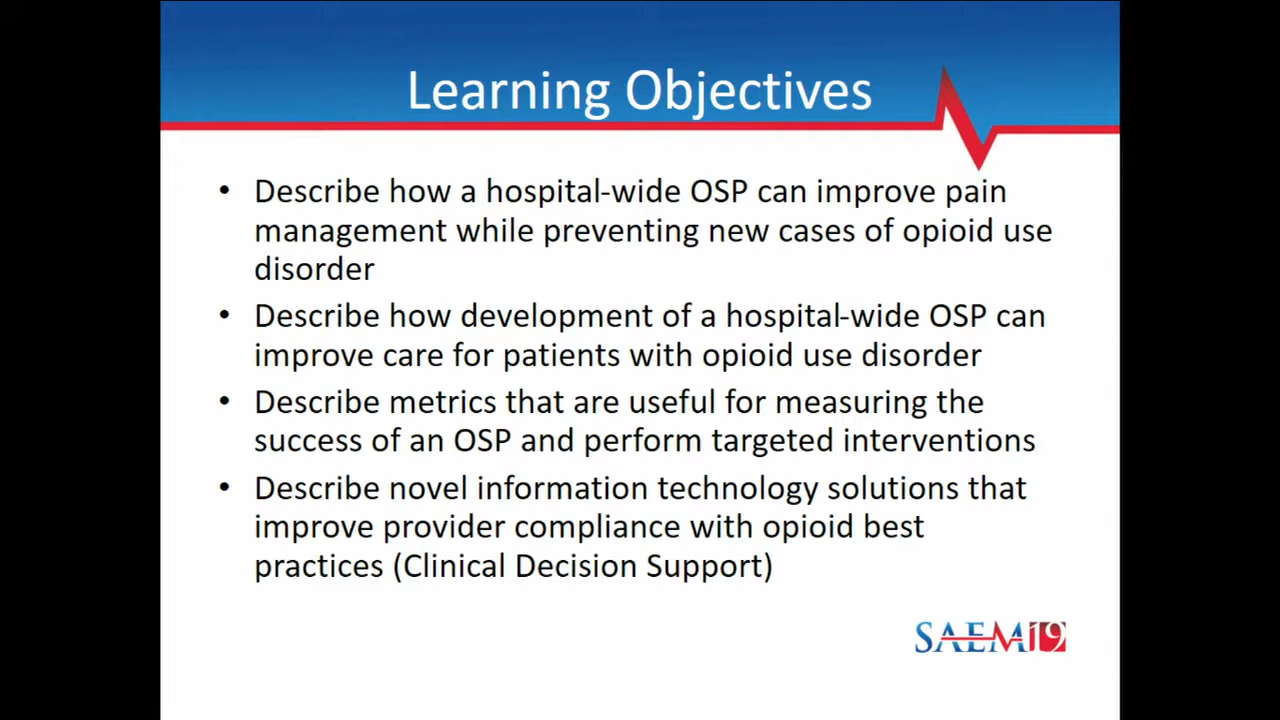 Learning Objectives
• Describe how a hospital-wide OSP can improve pain
management while preventing new cases of opioid use
disorder
• Describe how development of a hospital-wide OSP can
improve care for patients with opioid use disorder
• Describe metrics that are useful for measuring the
success of an OSP and perform targeted interventions
• Describe novel information technology solutions that
improve provider compliance with opioid best
practices (Clinical Decision Support)
SAEM19